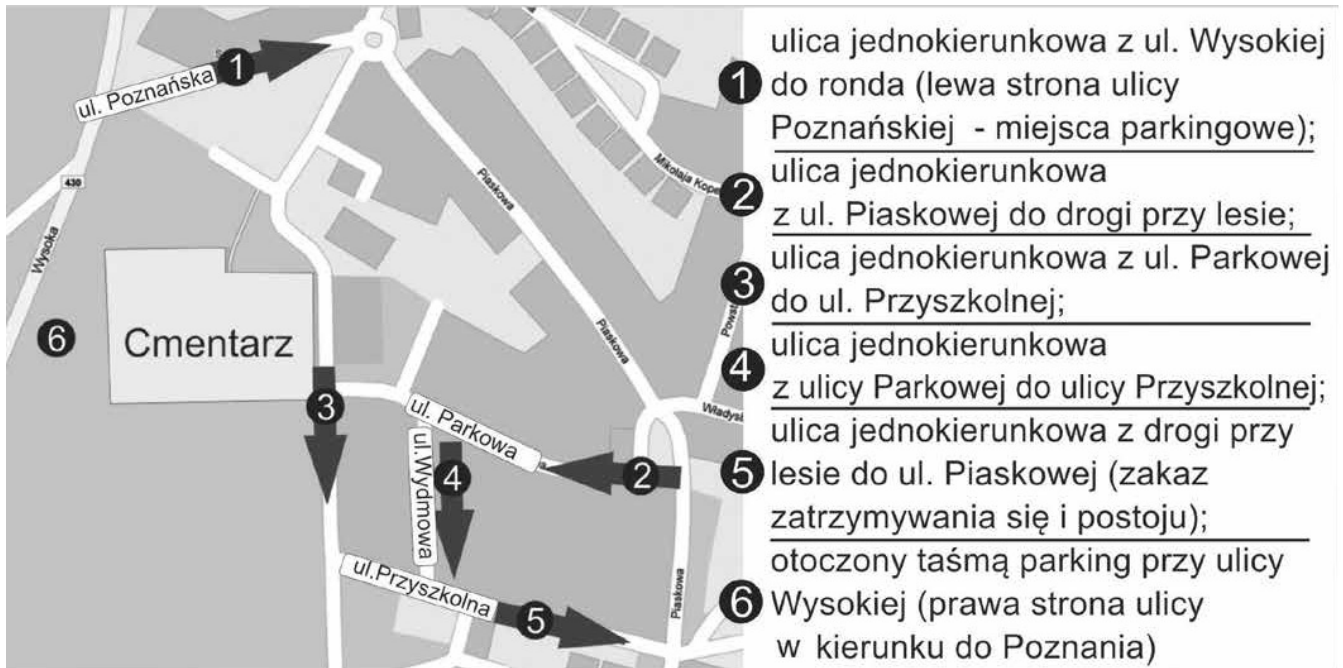 ul. Poznańska
1
430
Wysoka
Piaskowa
6
Cmentarz
Piaskowa
3
ul. Parkowa
ul.Wydmowa
4
2
ul.Przyszkolna
5
Piaskowa
1
ulica jednokierunkowa z ul. Wysokiej
do ronda (lewa strona ulicy
Poznańskiej - miejsca parkingowe);
2
ulica jednokierunkowa
z ul. Piaskowej do drogi przy lesie;
3
ulica jednokierunkowa z ul. Parkowej
do ul. Przyszkolnej;
4
ulica jednokierunkowa
z ulicy Parkowej do ulicy Przyszkolnej;
5
ulica jednokierunkowa z drogi przy
lesie do ul. Piaskowej (zakaz
zatrzymywania się i postoju);
6
otoczony taśmą parking przy ulicy
Wysokiej (prawa strona ulicy
w kierunku do Poznania)